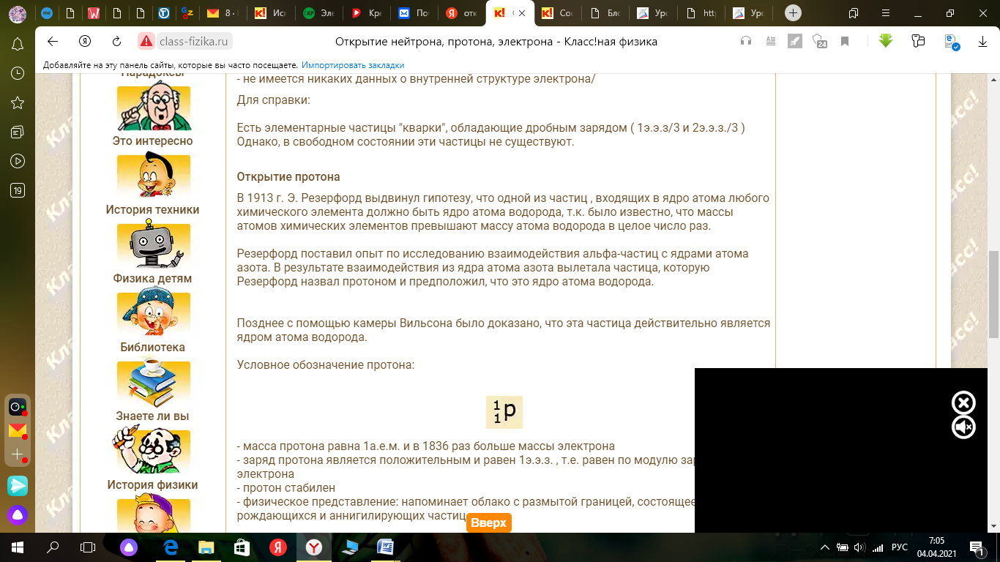 8 ·
Ис
Эле
Кре
По
отк
Сос
Бло
Урс
htt
Урс
class-fizika.ru
Открытие нейтрона, протона, электрона - Класс!ная физика
24
Добавляйте на эту панель сайты, которые вы часто посещаете. Импортировать закладки
Парадоксы
Это интересно
История техники
Физика детям
Библиотека
Знаете ли вы
История физики
19
- не имеется никаких данных о внутренней структуре электрона/
Для справки:
Есть элементарные частицы "кварки", обладающие дробным зарядом ( 1э.э.з/3 и 2э.э.з./3 )
Однако, в свободном состоянии эти частицы не существуют.
Открытие протона
В 1913 г. Э. Резерфорд выдвинул гипотезу, что одной из частиц , входящих в ядро атома любого
химического элемента должно быть ядро атома водорода, т.к. было известно, что массы
атомов химических элементов превышают массу атома водорода в целое число раз.
Резерфорд поставил опыт по исследованию взаимодействия альфа-частиц с ядрами атома
азота. В результате взаимодействия из ядра атома азота вылетала частица, которую
Резерфорд назвал протоном и предположил, что это ядро атома водорода.
Позднее с помощью камеры Вильсона было доказано, что эта частица действительно является
ядром атома водорода.
Условное обозначение протона:
1
1 p
- масса протона равна 1а.е.м. и в 1836 раз больше массы электрона
- заряд протона является положительным и равен 1э.э.з. , т.е. равен по модулю зар
электрона
- протон стабилен
- физическое представление: напоминает облако с размытой границей, состоящее
рождающихся и аннигилирующих частиц
Вверх
РУС
7:05
04.04.2021
1